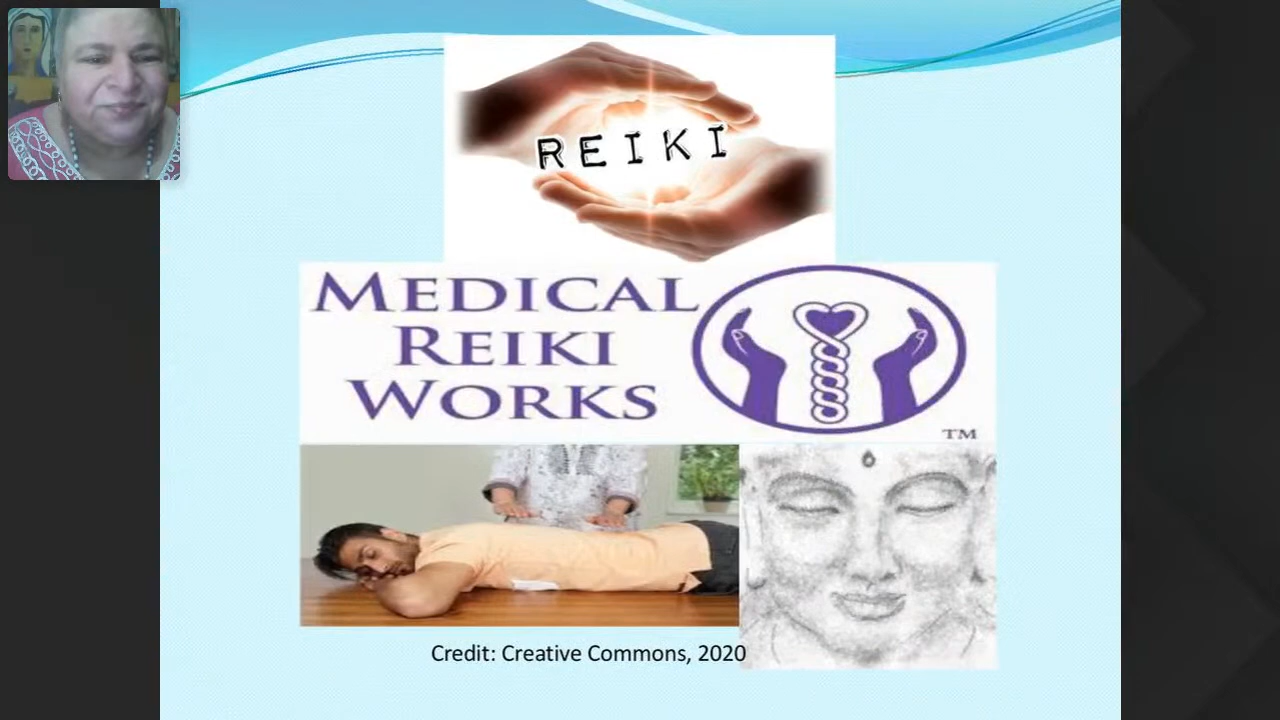 REIKI
MEDICAL
REIKI
WORKS
TM
Credit: Creative Commons, 2020